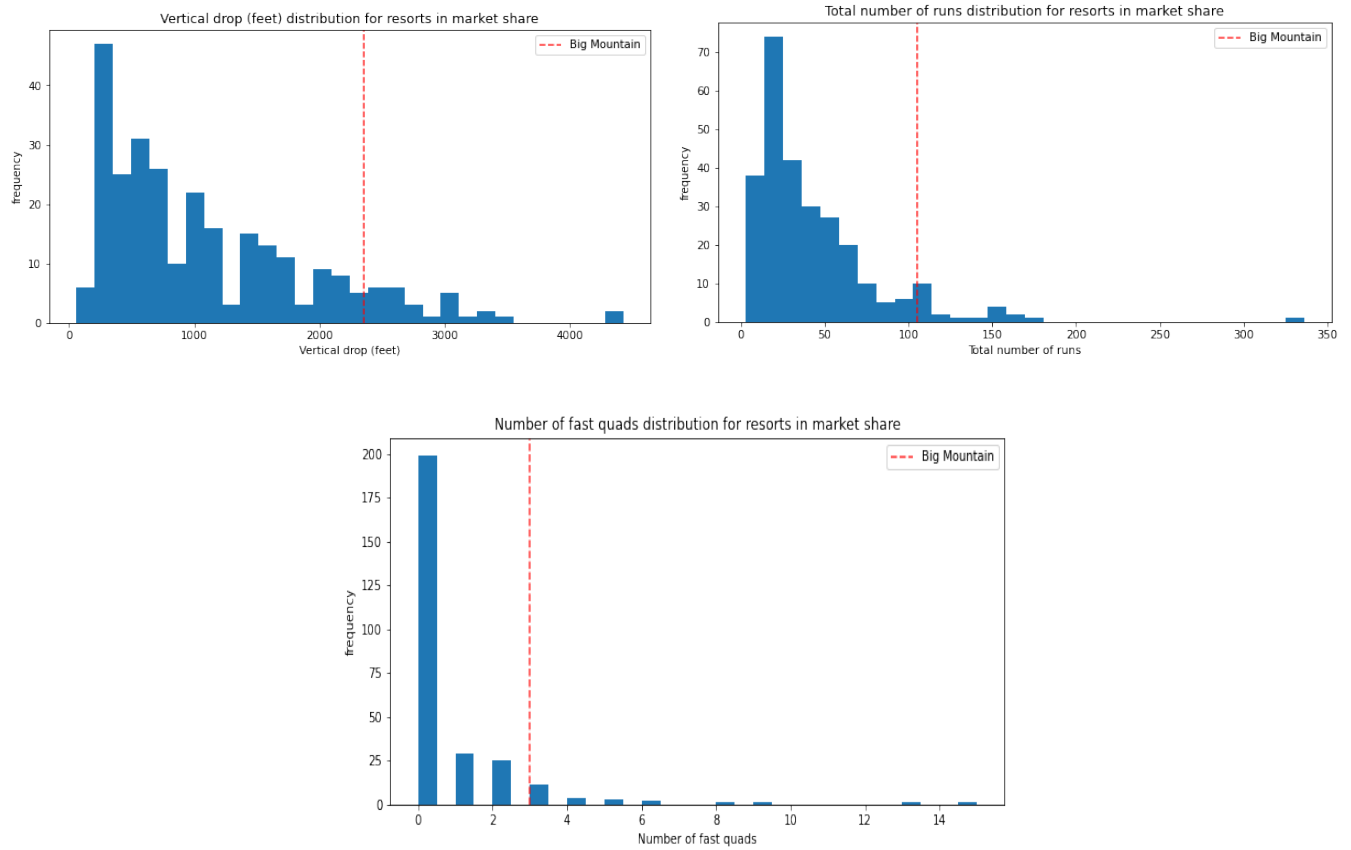 Vertical drop (feet) distribution for resorts in market share
Big Mountain
frequency
40
30
20
10
0
0 1000 2000 3000 4000
Vertical drop (feet)
Total number of runs distribution for resorts in market share
Big Mountain
frequency
70
60
50
40
30
20
10
0
0 50 100 150 200 250 300 350
Total number of runs
Number of fast quads distribution for resorts in market share
Big Mountain
frequency
200
175
150
125
100
75
50
25
0
0 2 4 6 8 10 12 14
Number of fast quads